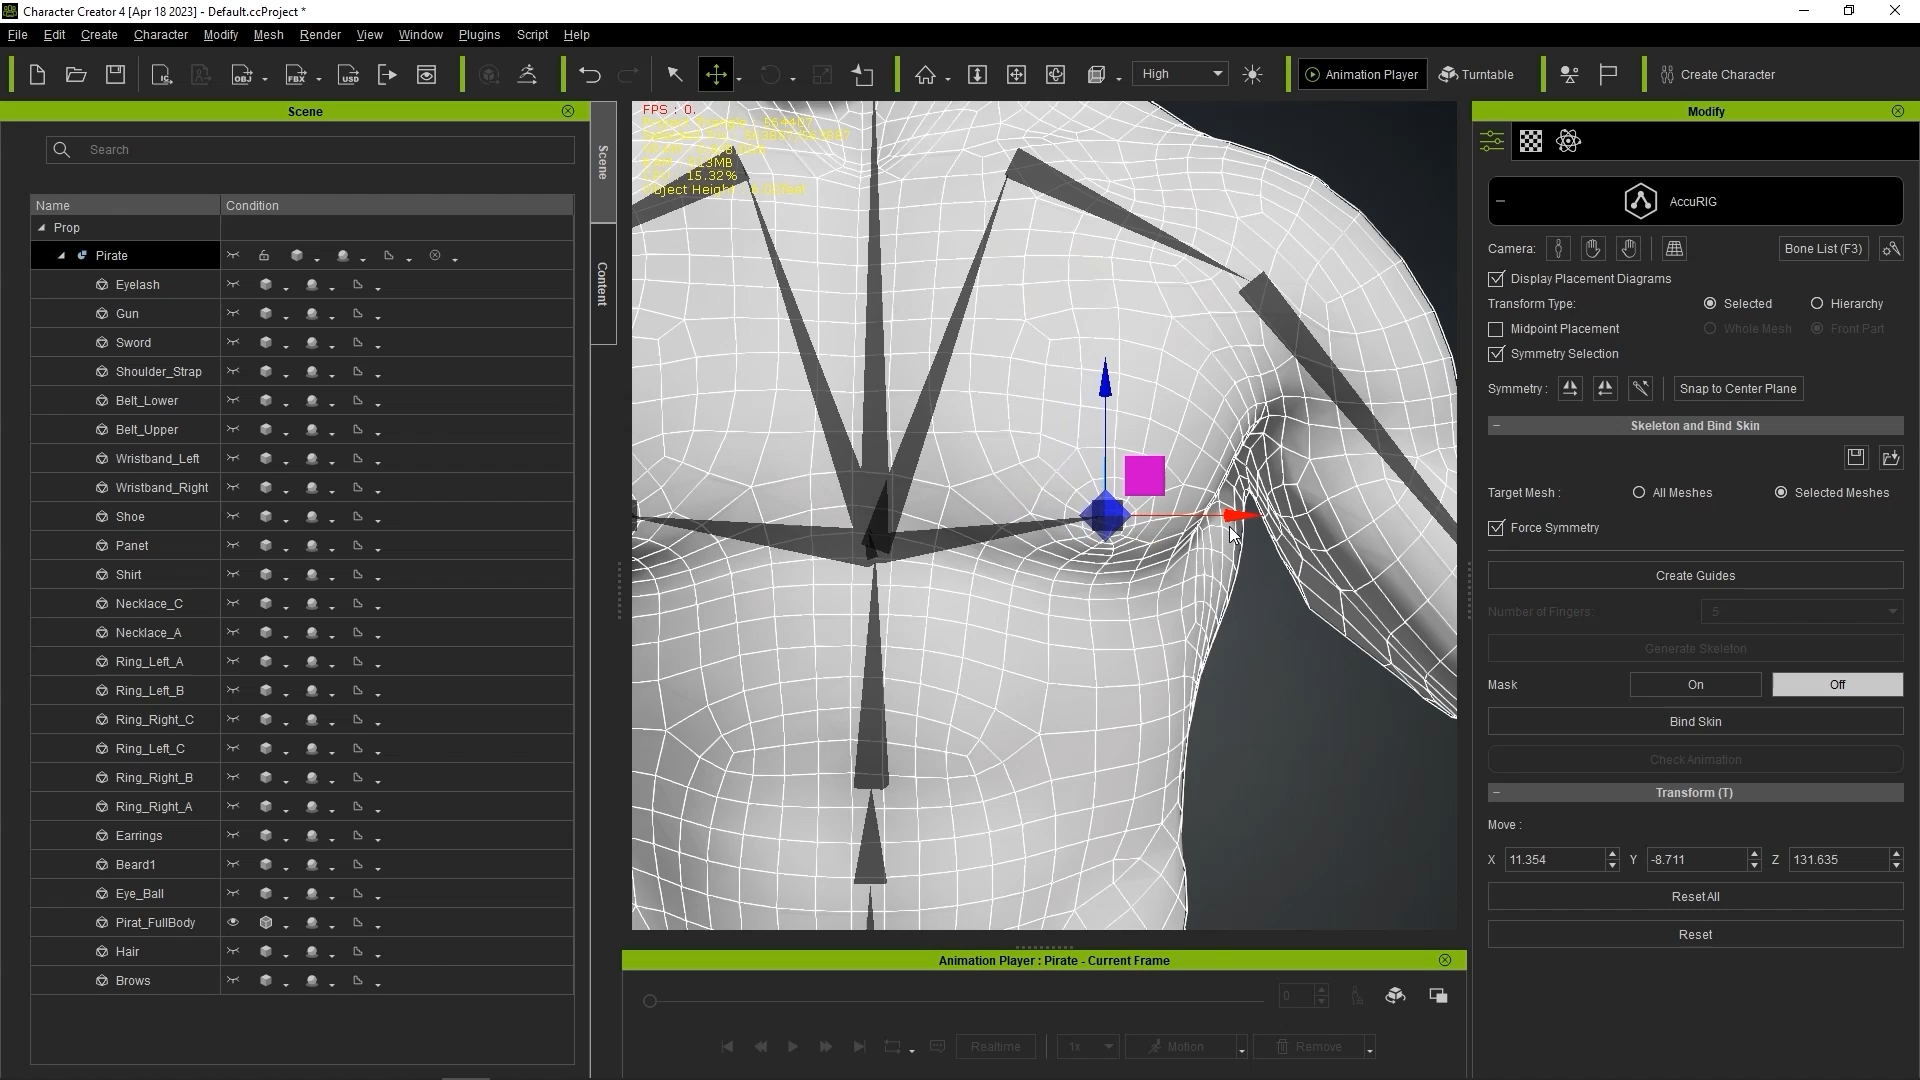 Character Creator 4 [Apr 18 2023] - Default.ccProject *
File Edit Create Character Modify Mesh Render View Window Plugins Script Help
OBJ FBX USD High Animation Player Turntable Create Character
Scene
Search
Name Condition
Prop
Pirate
Eyelash
Gun
Sword
Shoulder_Strap
Belt_Lower
Belt_Upper
Wristband_Left
Wristband_Right
Shoe
Panet
Shirt
Necklace_C
Necklace_A
Ring_Left_A
Ring_Left_B
Ring_Right_C
Ring_Left_C
Ring_Right_B
Ring_Right_A
Earrings
Beard1
Eye_Ball
Pirat_FullBody
Hair
Brows
Scene
Content
FPS : 0.
15.32%
Object Height
Animation Player : Pirate - Current Frame
0
Realtime 1x Motion Remove
Modify
AccuRIG
Camera: Bone List (F3)
Display Placement Diagrams
Transform Type: Selected Hierarchy
Midpoint Placement Whole Mesh Front Part
Symmetry Selection
Symmetry : Snap to Center Plane
Skeleton and Bind Skin
Target Mesh : All Meshes Selected Meshes
Force Symmetry
Create Guides
Number of Fingers: 5
Generate Skeleton
Mask On Off
Bind Skin
Check Animation
Transform (T)
Move :
X 11.354 Y -8.711 Z 131.635
Reset All
Reset